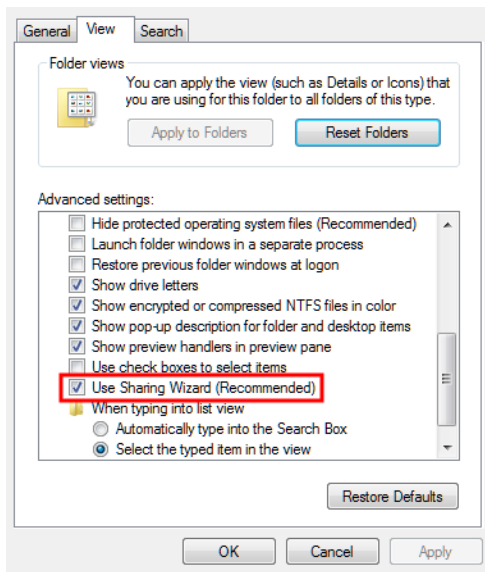 General View Search
Folder views
You can apply the view (such as Details or Icons) that
you are using for this folder to all folders of this type.
Apply to Folders Reset Folders
Advanced settings:
Hide protected operating system files (Recommended)
Launch folder windows in a separate process
Restore previous folder windows at logon
Show drive letters
Show encrypted or compressed NTFS files in color
Show pop-up description for folder and desktop items
Show preview handlers in preview pane
Use check boxes to select items
Use Sharing Wizard (Recommended)
When typing into list view
Automatically type into the Search Box
Select the typed item in the view
Restore Defaults
OK Cancel Apply